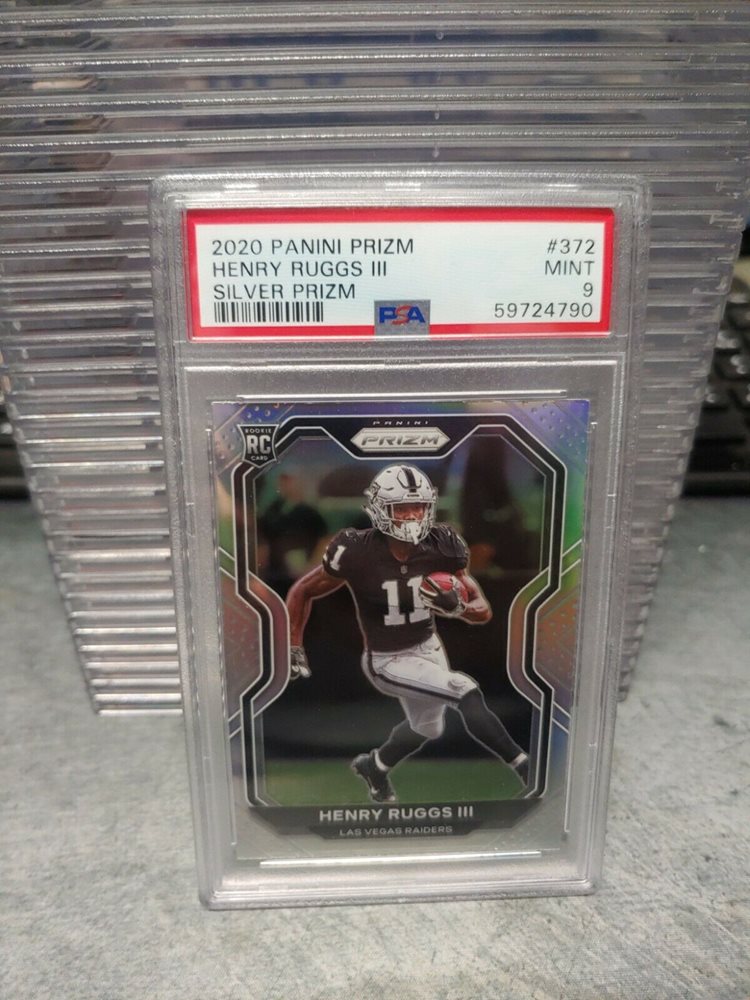 2020 PANINI PRIZM #372
HENRY RUGGS III MINT
SILVER PRIZM 9
PSA 59724790
PANINI
PRIZM
ROOKIE
RC
CARD
11
11
HENRY RUGGS III
LAS VEGAS RAIDERS